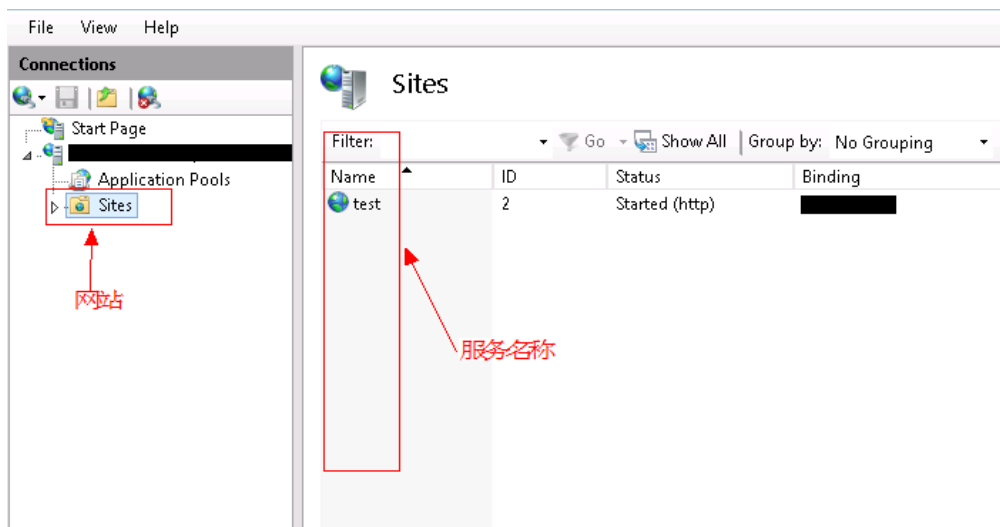 File View Help
Connections
Sites
Start Page
Filter: Go Show All Group by: No Grouping
Application Pools
Name ID Status Binding
Sites
test 2 Started (http)
网站
服务名称